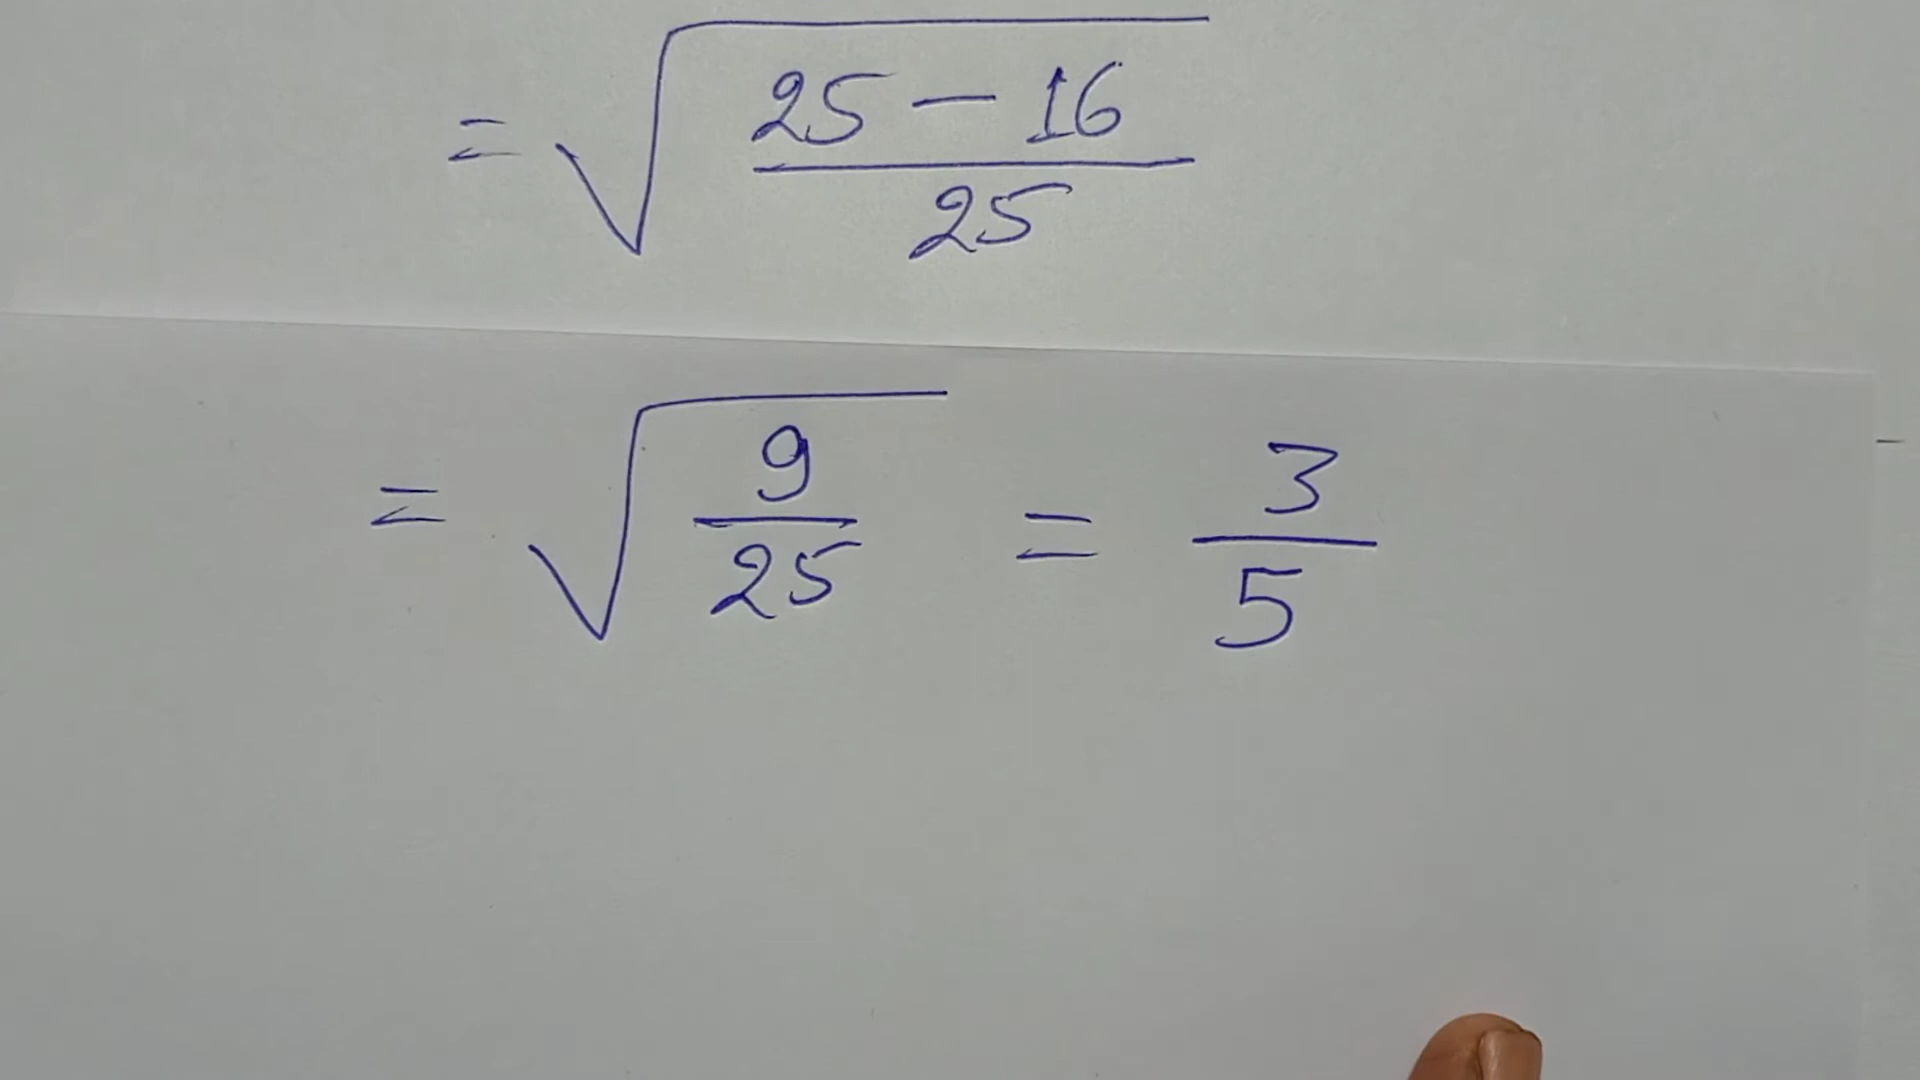 = √((25 − 16)/25)
= √(9/25) = 3/5